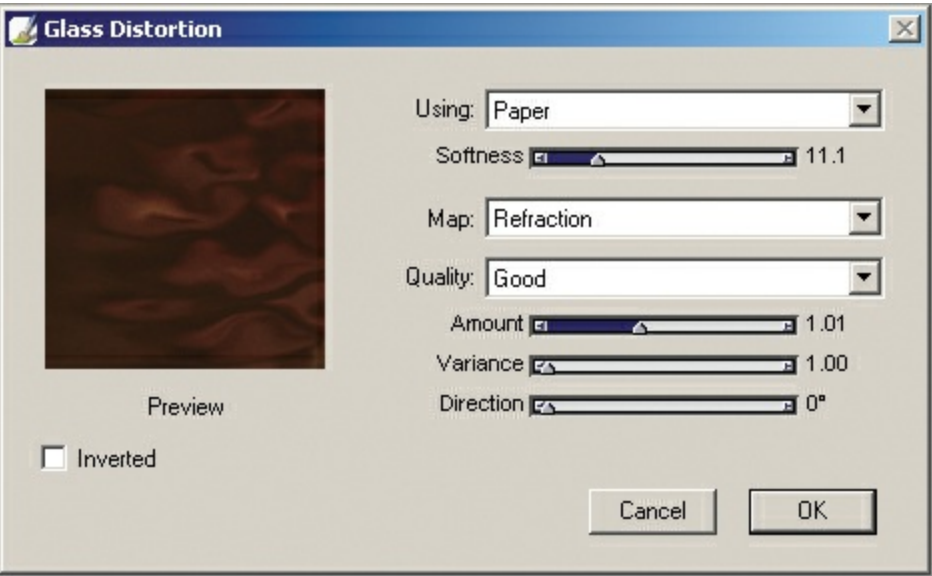 Glass Distortion
Using: Paper
Softness 11.1
Map: Refraction
Quality: Good
Amount 1.01
Variance 1.00
Direction 0°
Preview
Inverted
Cancel OK